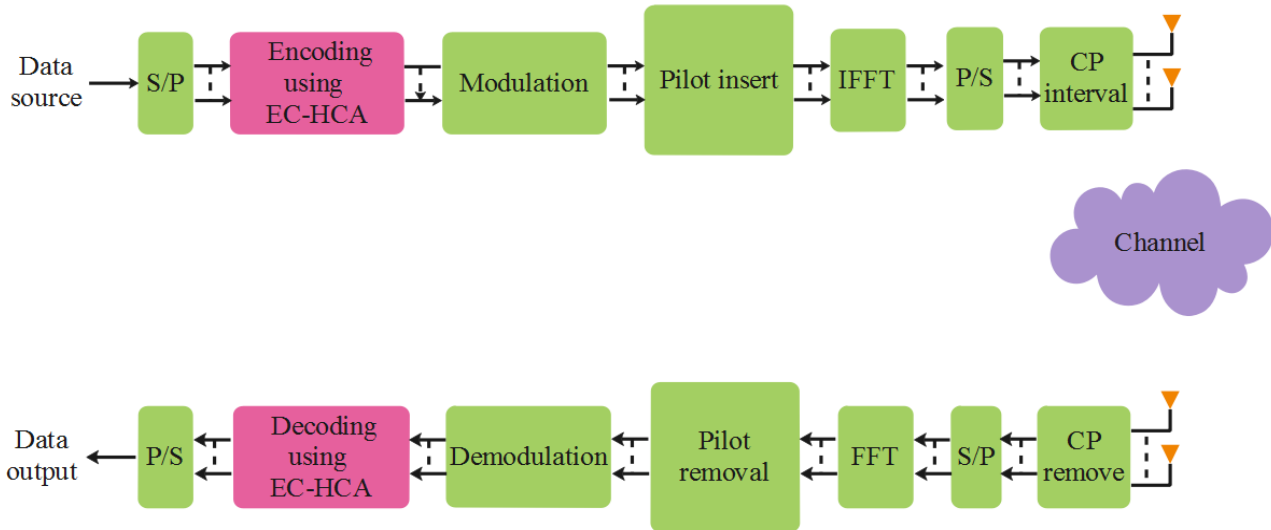 Data
source
S/P
Encoding
using
EC-HCA
Modulation
Pilot insert
IFFT
P/S
CP
interval
Channel
Data
output
P/S
Decoding
using
EC-HCA
Demodulation
Pilot
removal
FFT
S/P
CP
remove